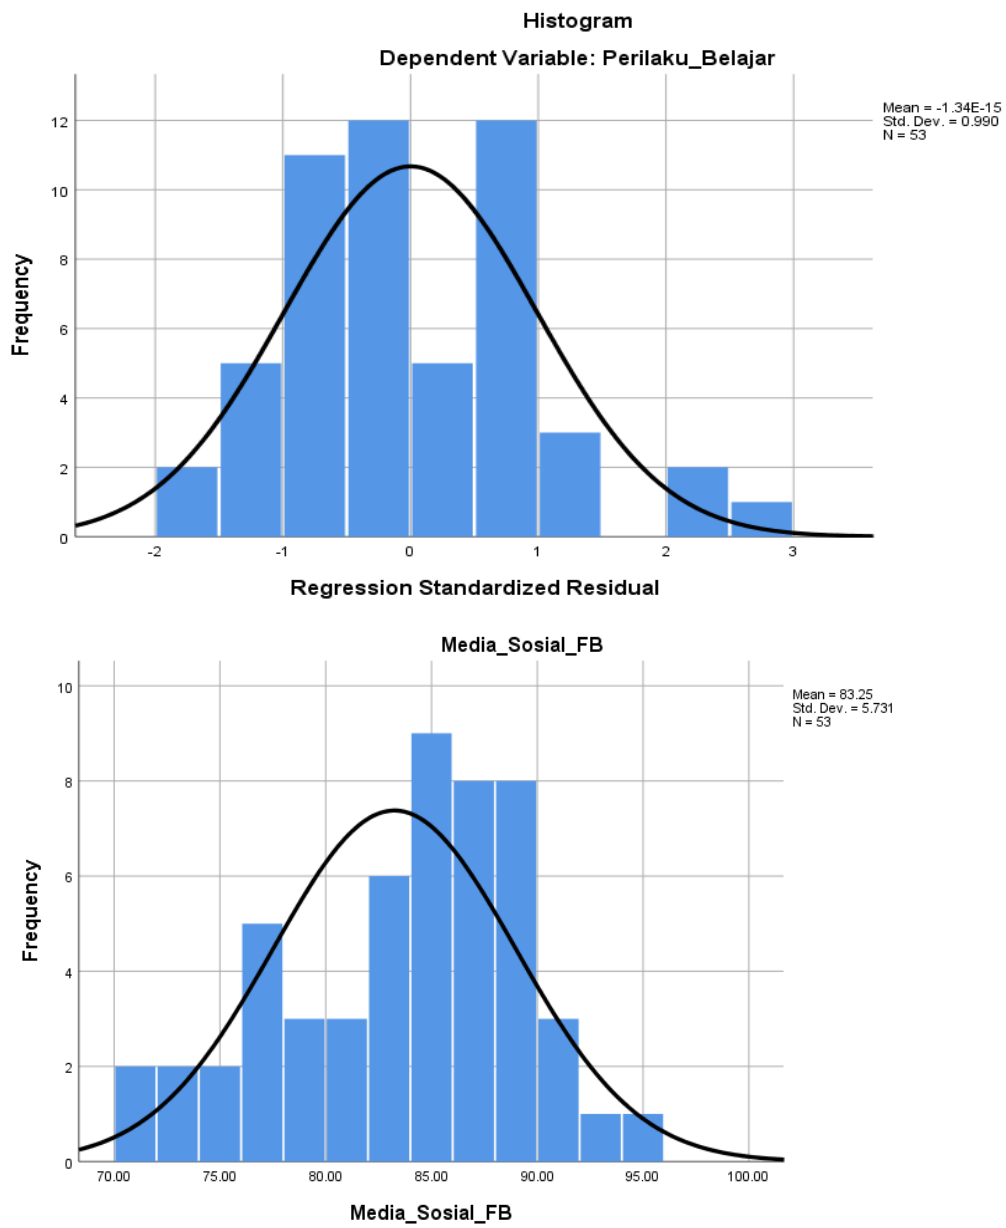 Histogram
Dependent Variable: Perilaku_Belajar
Mean = -1.34E-15
Std. Dev. = 0.990
N = 53
12
10
8
6
4
2
0
Frequency
-2 -1 0 1 2 3
Regression Standardized Residual
Media_Sosial_FB
Mean = 83.25
Std. Dev. = 5.731
N = 53
10
8
6
4
2
0
Frequency
70.00 75.00 80.00 85.00 90.00 95.00 100.00
Media_Sosial_FB